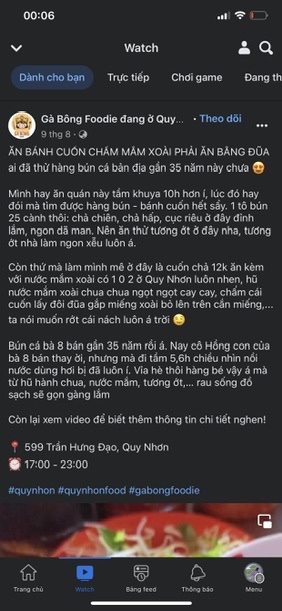 00:06
Watch
Dành cho bạn
Trực tiếp
Chơi game
Đang th
Gà Bông Foodie đang ở Quy... · Theo dõi
9 thg 8 ·
ĂN BÁNH CUỐN CHẤM MẮM XOÀI PHẢI ĂN BẰNG ĐŨA
ai đã thử hàng bún cá bản địa gần 35 năm này chưa 😍
Mình hay ăn quán này tầm khuya 10h hơn í, lúc đó hay
đói mà tìm được hàng bún - bánh cuốn hết sẩy. 1 tô bún
25 cành thôi: chả chiên, chả hấp, cục riêu ở đây đỉnh
lắm, ngon dã man. Nên ăn thử tương ớt ở đây nha, tương
ớt nhà làm ngon xễu luôn á.
Còn thứ mà làm mình mê ở đây là cuốn chả 12k ăn kèm
với nước mắm xoài có 1 0 2 ở Quy Nhơn luôn nhen, hũ
nước mắm xoài chua chua ngọt ngọt cay cay, chấm cái
cuốn lấy đôi đũa gắp miếng xoài bỏ lên trên cắn miếng,...
ta nói muốn rớt cái nách luôn á trời 😆
Bún cá bà 8 bán gần 35 năm rồi á. Nay cô Hồng con của
bà 8 bán thay ời, nhưng mà đi tầm 5,6h chiều nhìn nồi
nước dùng hơi bị đã luôn í. Vỉa hè thôi hàng bé vậy á mà
từ hũ hành chua, nước mắm, tương ớt,... rau sống đồ
sạch sẽ gọn gàng lắm
Còn lại xem video để biết thêm thông tin chi tiết nghen!
📍 599 Trần Hưng Đạo, Quy Nhơn
⏰ 17:00 - 23:00
#quynhon #quynhonfood #gabongfoodie
Trang chủ
Watch
Bảng feed
Thông báo
Menu